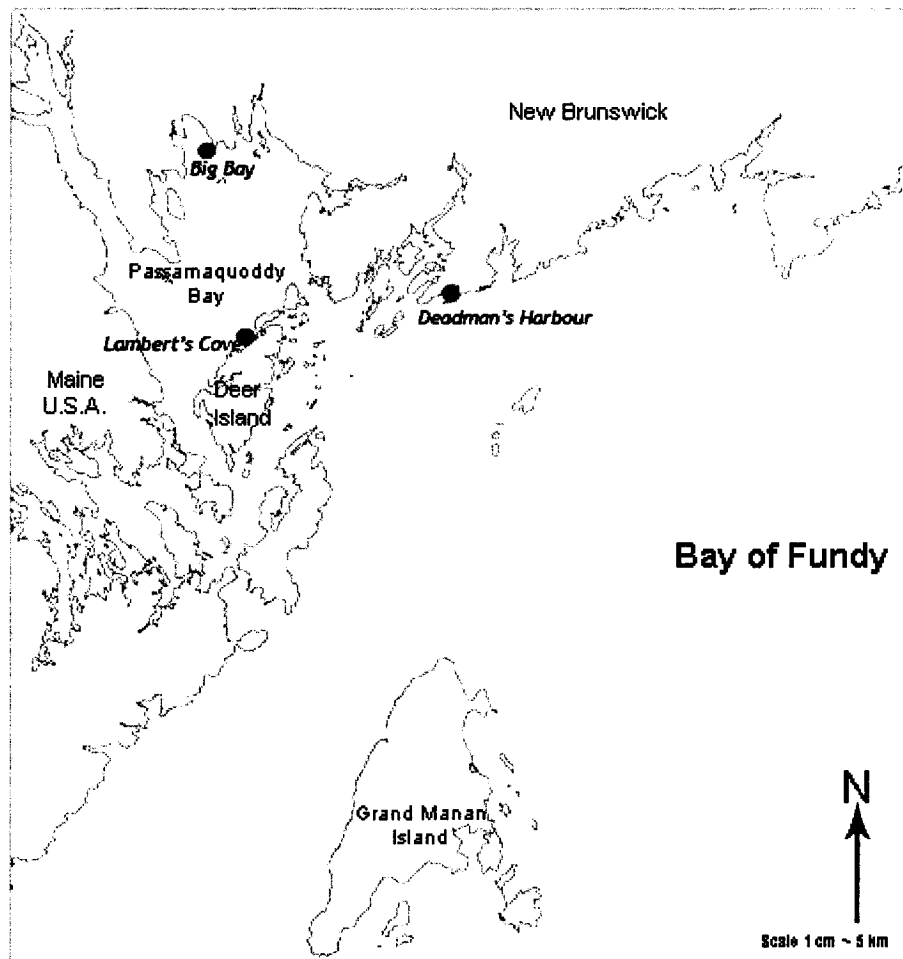 New Brunswick
Big Bay
Passamaquoddy
Bay
Deadman's Harbour
Lambert's Cove
Maine
U.S.A.
Deer
Island
Bay of Fundy
N
Grand Manan
Island
Scale 1 cm ~ 5 km